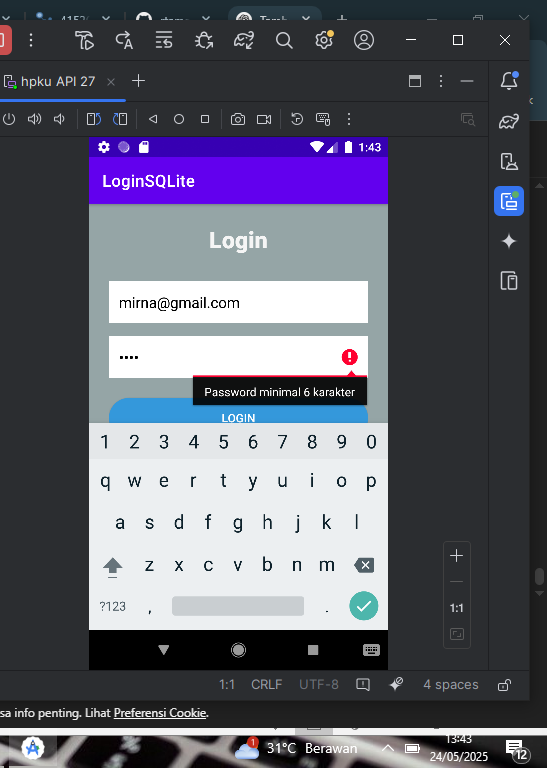 hpku API 27
1:43
LoginSQLite
Login
mirna@gmail.com
••••
Password minimal 6 karakter
LOGIN
1 2 3 4 5 6 7 8 9 0
q w e r t y u i o p
a s d f g h j k l
z x c v b n m
?123 , .
1:1
1:1 CRLF UTF-8 4 spaces
sa info penting. Lihat Preferensi Cookie.
1
31°C Berawan
13:43
24/05/2025
12